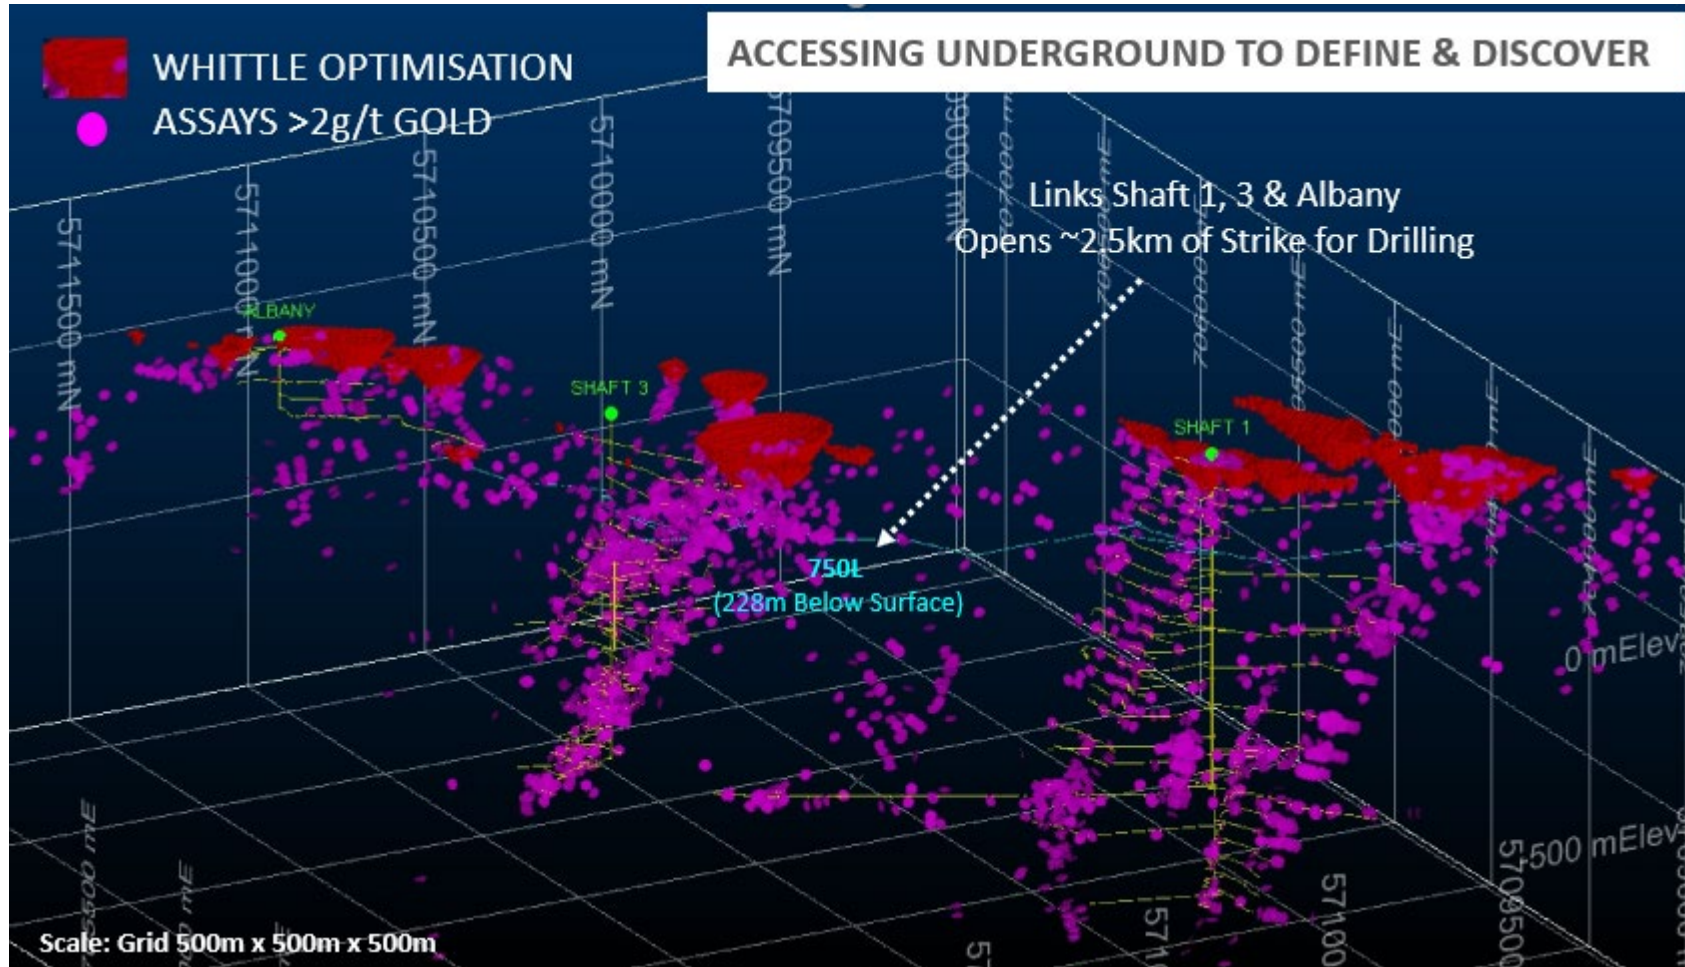 ACCESSING UNDERGROUND TO DEFINE & DISCOVER
WHITTLE OPTIMISATION
ASSAYS >2g/t GOLD
Links Shaft 1, 3 & Albany
Opens ~2.5km of Strike for Drilling
5711500 mN
5711000 mN
5710500 mN
5710000 mN
5709500 mN
ALBANY
SHAFT 3
SHAFT 1
750L
(228m Below Surface)
0 mElev
-500 mElev
5709500
Scale: Grid 500m x 500m x 500m